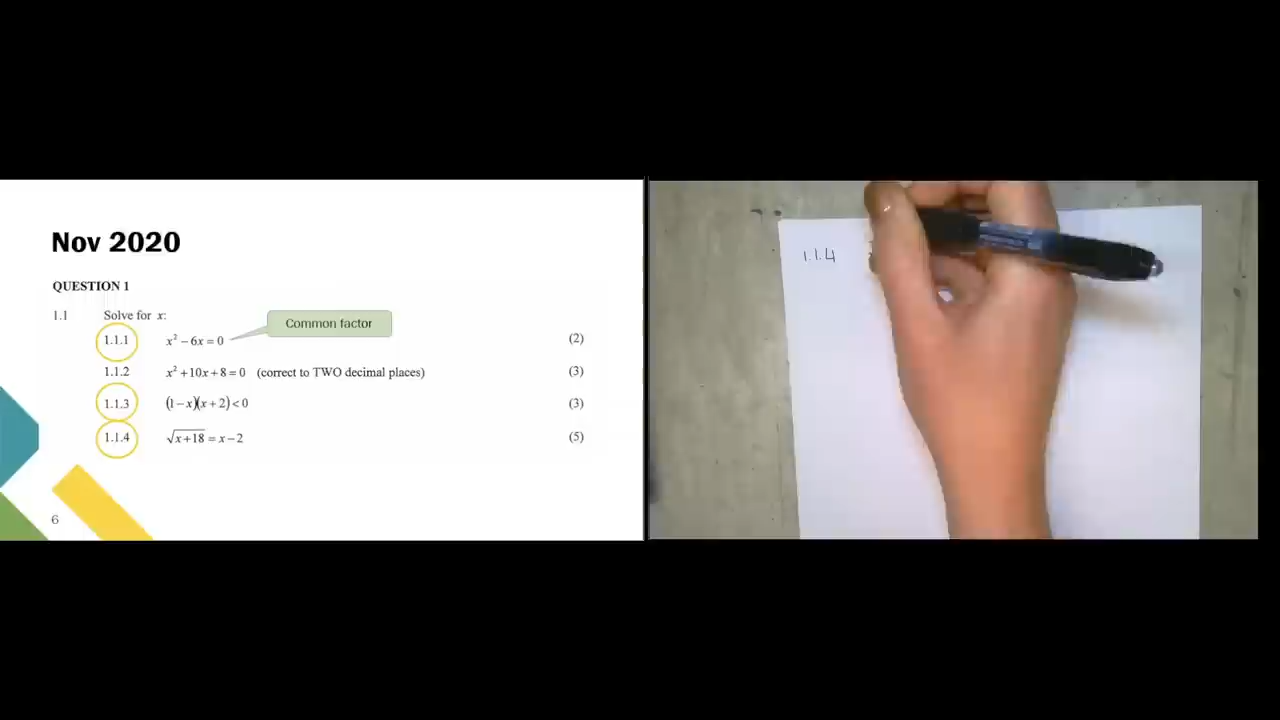 Nov 2020
QUESTION 1
1.1 Solve for x:
Common factor
1.1.1 x² − 6x = 0 (2)
1.1.2 x² + 10x + 8 = 0 (correct to TWO decimal places) (3)
1.1.3 (1 − x)(x + 2) < 0 (3)
1.1.4 √(x + 18) = x − 2 (5)
6
1.1.4